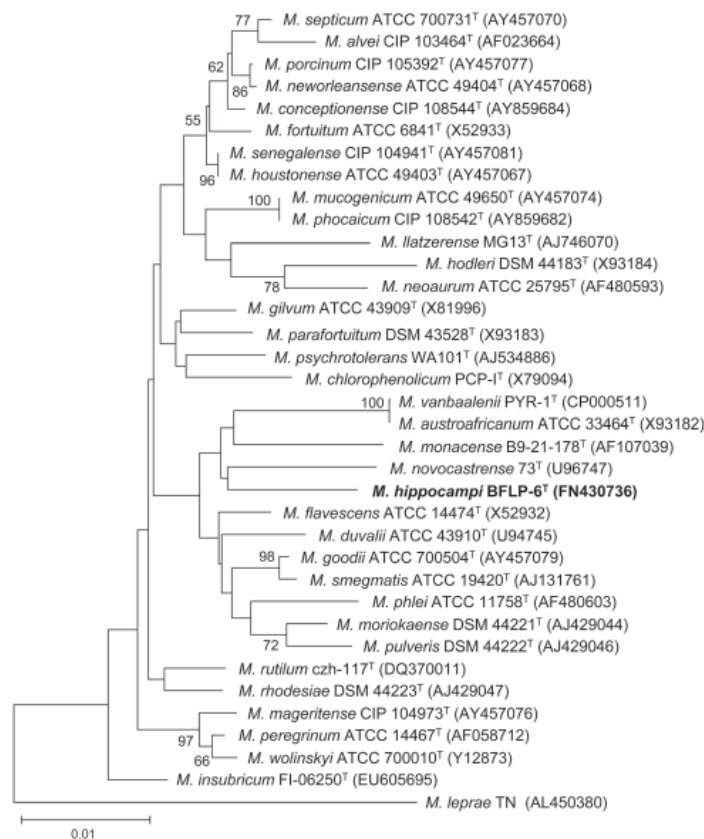 77
M. septicum ATCC 700731ᵀ (AY457070)
M. alvei CIP 103464ᵀ (AF023664)
62
M. porcinum CIP 105392ᵀ (AY457077)
86
M. neworleansense ATCC 49404ᵀ (AY457068)
M. conceptionense CIP 108544ᵀ (AY859684)
55
M. fortuitum ATCC 6841ᵀ (X52933)
M. senegalense CIP 104941ᵀ (AY457081)
96
M. houstonense ATCC 49403ᵀ (AY457067)
100
M. mucogenicum ATCC 49650ᵀ (AY457074)
M. phocaicum CIP 108542ᵀ (AY859682)
M. llatzerense MG13ᵀ (AJ746070)
M. hodleri DSM 44183ᵀ (X93184)
78
M. neoaurum ATCC 25795ᵀ (AF480593)
M. gilvum ATCC 43909ᵀ (X81996)
M. parafortuitum DSM 43528ᵀ (X93183)
M. psychrotolerans WA101ᵀ (AJ534886)
M. chlorophenolicum PCP-Iᵀ (X79094)
100
M. vanbaalenii PYR-1ᵀ (CP000511)
M. austroafricanum ATCC 33464ᵀ (X93182)
M. monacense B9-21-178ᵀ (AF107039)
M. novocastrense 73ᵀ (U96747)
M. hippocampi BFLP-6ᵀ (FN430736)
M. flavescens ATCC 14474ᵀ (X52932)
M. duvalii ATCC 43910ᵀ (U94745)
98
M. goodii ATCC 700504ᵀ (AY457079)
M. smegmatis ATCC 19420ᵀ (AJ131761)
M. phlei ATCC 11758ᵀ (AF480603)
M. moriokaense DSM 44221ᵀ (AJ429044)
72
M. pulveris DSM 44222ᵀ (AJ429046)
M. rutilum czh-117ᵀ (DQ370011)
M. rhodesiae DSM 44223ᵀ (AJ429047)
M. mageritense CIP 104973ᵀ (AY457076)
97
M. peregrinum ATCC 14467ᵀ (AF058712)
66
M. wolinskyi ATCC 700010ᵀ (Y12873)
M. insubricum FI-06250ᵀ (EU605695)
M. leprae TN (AL450380)
0.01